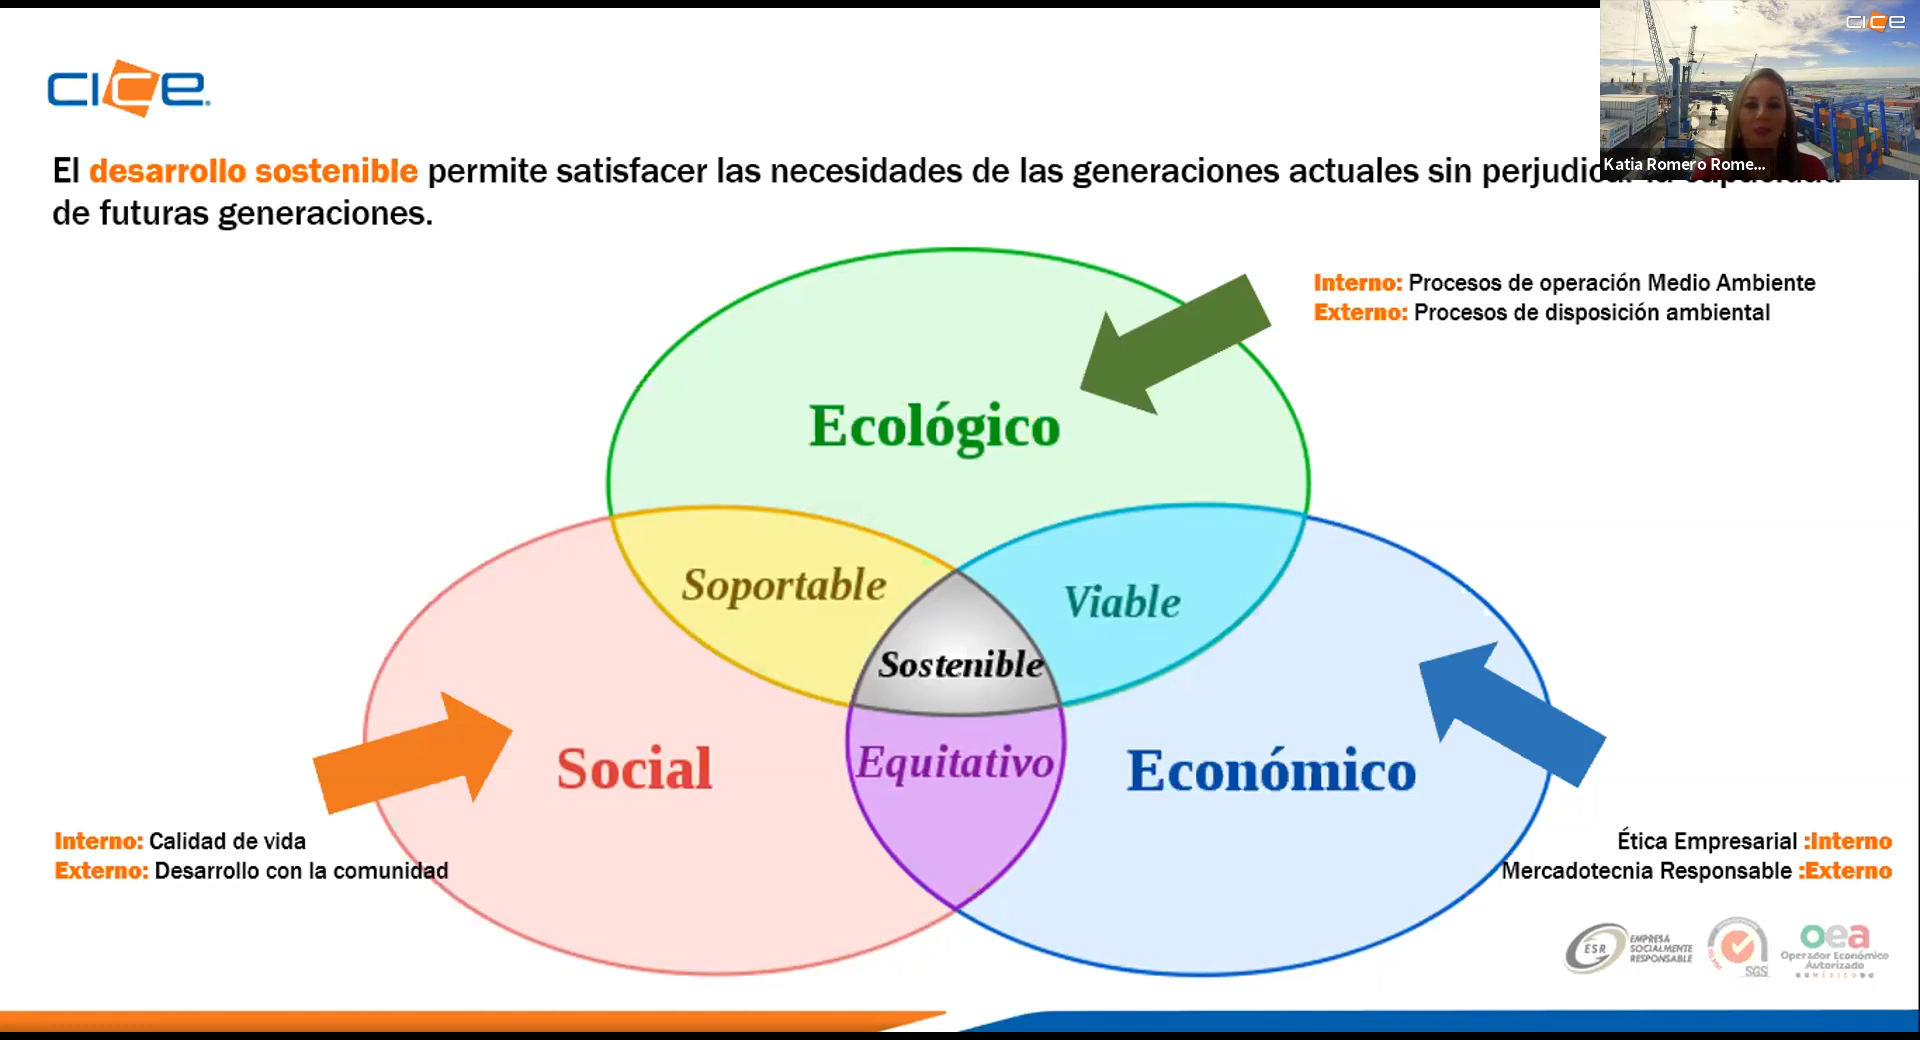 cice
cice.
El desarrollo sostenible permite satisfacer las necesidades de las generaciones actuales sin
de futuras generaciones.
Katia Romero Rome...
Interno: Procesos de operación Medio Ambiente
Externo: Procesos de disposición ambiental
Ecológico
Soportable
Viable
Sostenible
Social
Equitativo
Económico
Interno: Calidad de vida
Externo: Desarrollo con la comunidad
Ética Empresarial :Interno
Mercadotecnia Responsable :Externo
ESR
EMPRESA
SOCIALMENTE
RESPONSABLE
SGS
oea
Operador Económico
Autorizado
MÉXICO